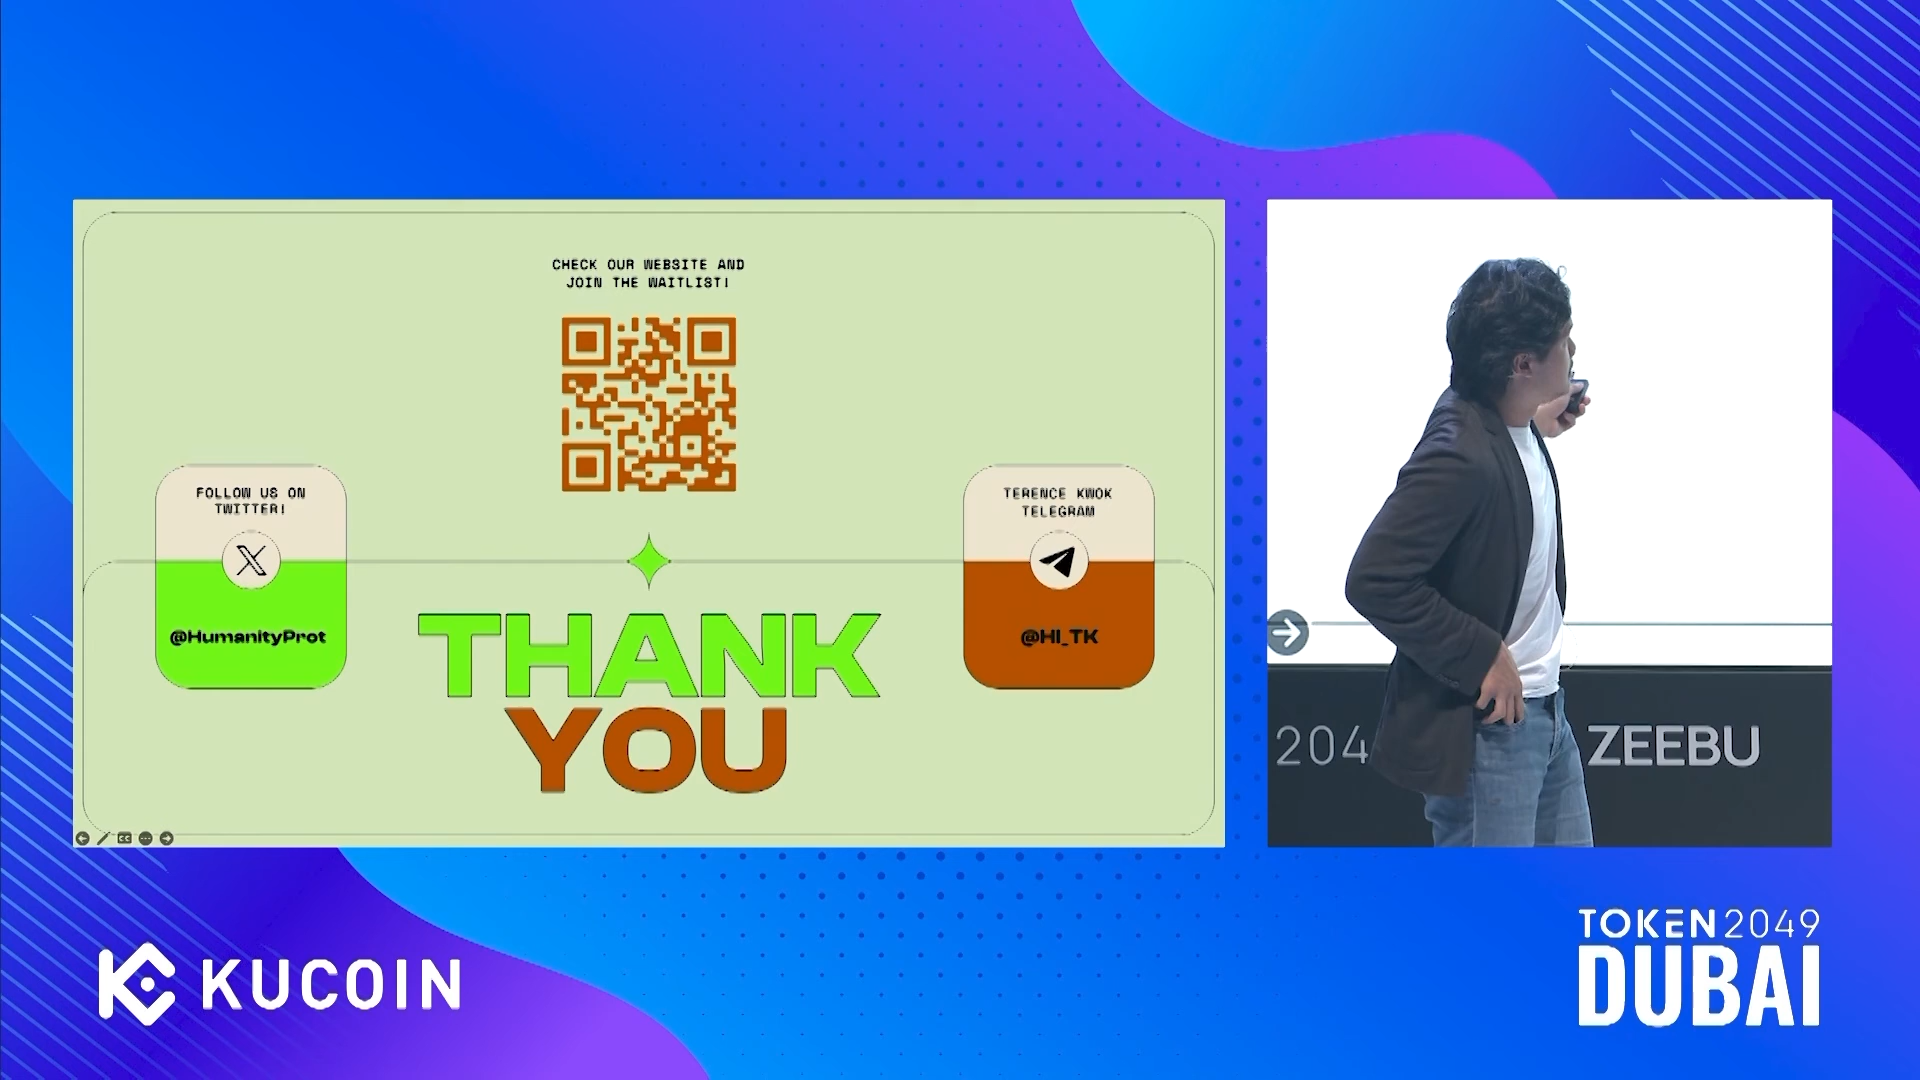 CHECK OUR WEBSITE AND
JOIN THE WAITLIST!
FOLLOW US ON
TWITTER!
@HumanityProt
TERENCE KWOK
TELEGRAM
@HI_TK
THANK
YOU
CC
204
ZEEBU
KUCOIN
TOKEN2049
DUBAI